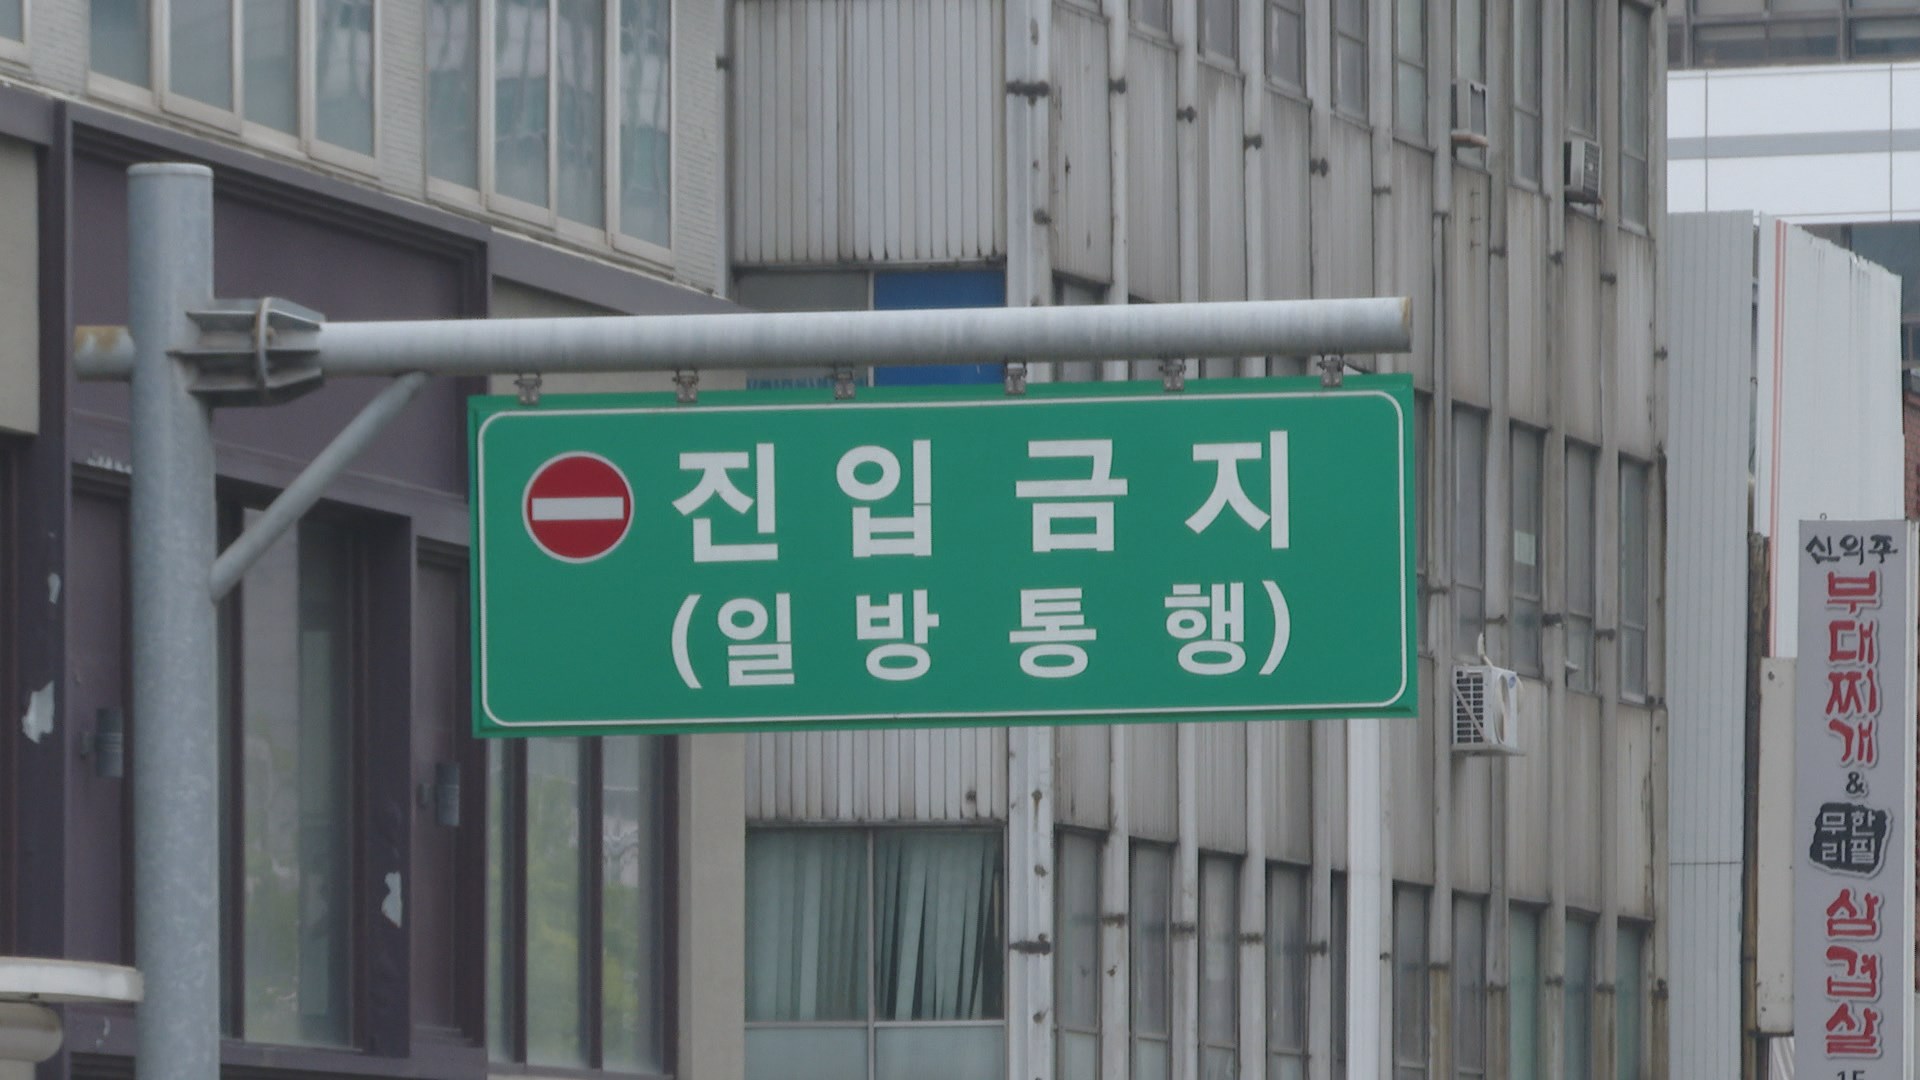 진입금지
(일방통행)
신의주
부대찌개
&
무한
리필
삼겹살